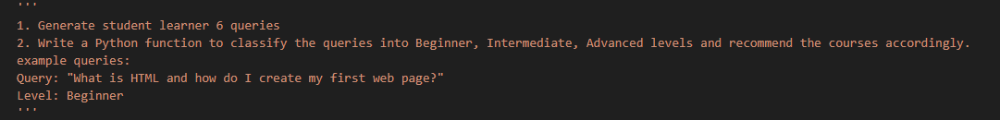 '''
1. Generate student learner 6 queries
2. Write a Python function to classify the queries into Beginner, Intermediate, Advanced levels and recommend the courses accordingly.
example queries:
Query: "What is HTML and how do I create my first web page?"
Level: Beginner
'''